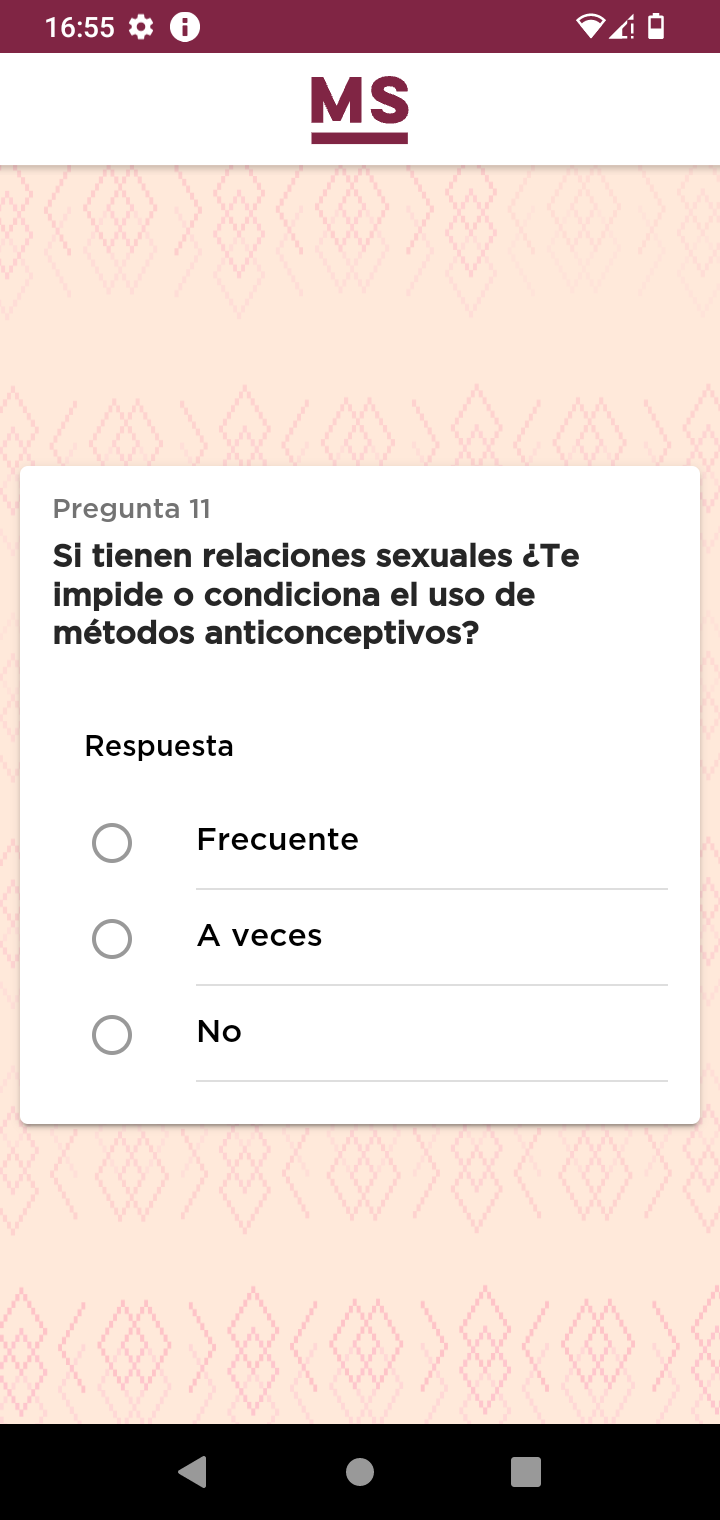 16:55
MS
Pregunta 11
Si tienen relaciones sexuales ¿Te
impide o condiciona el uso de
métodos anticonceptivos?
Respuesta
Frecuente
A veces
No